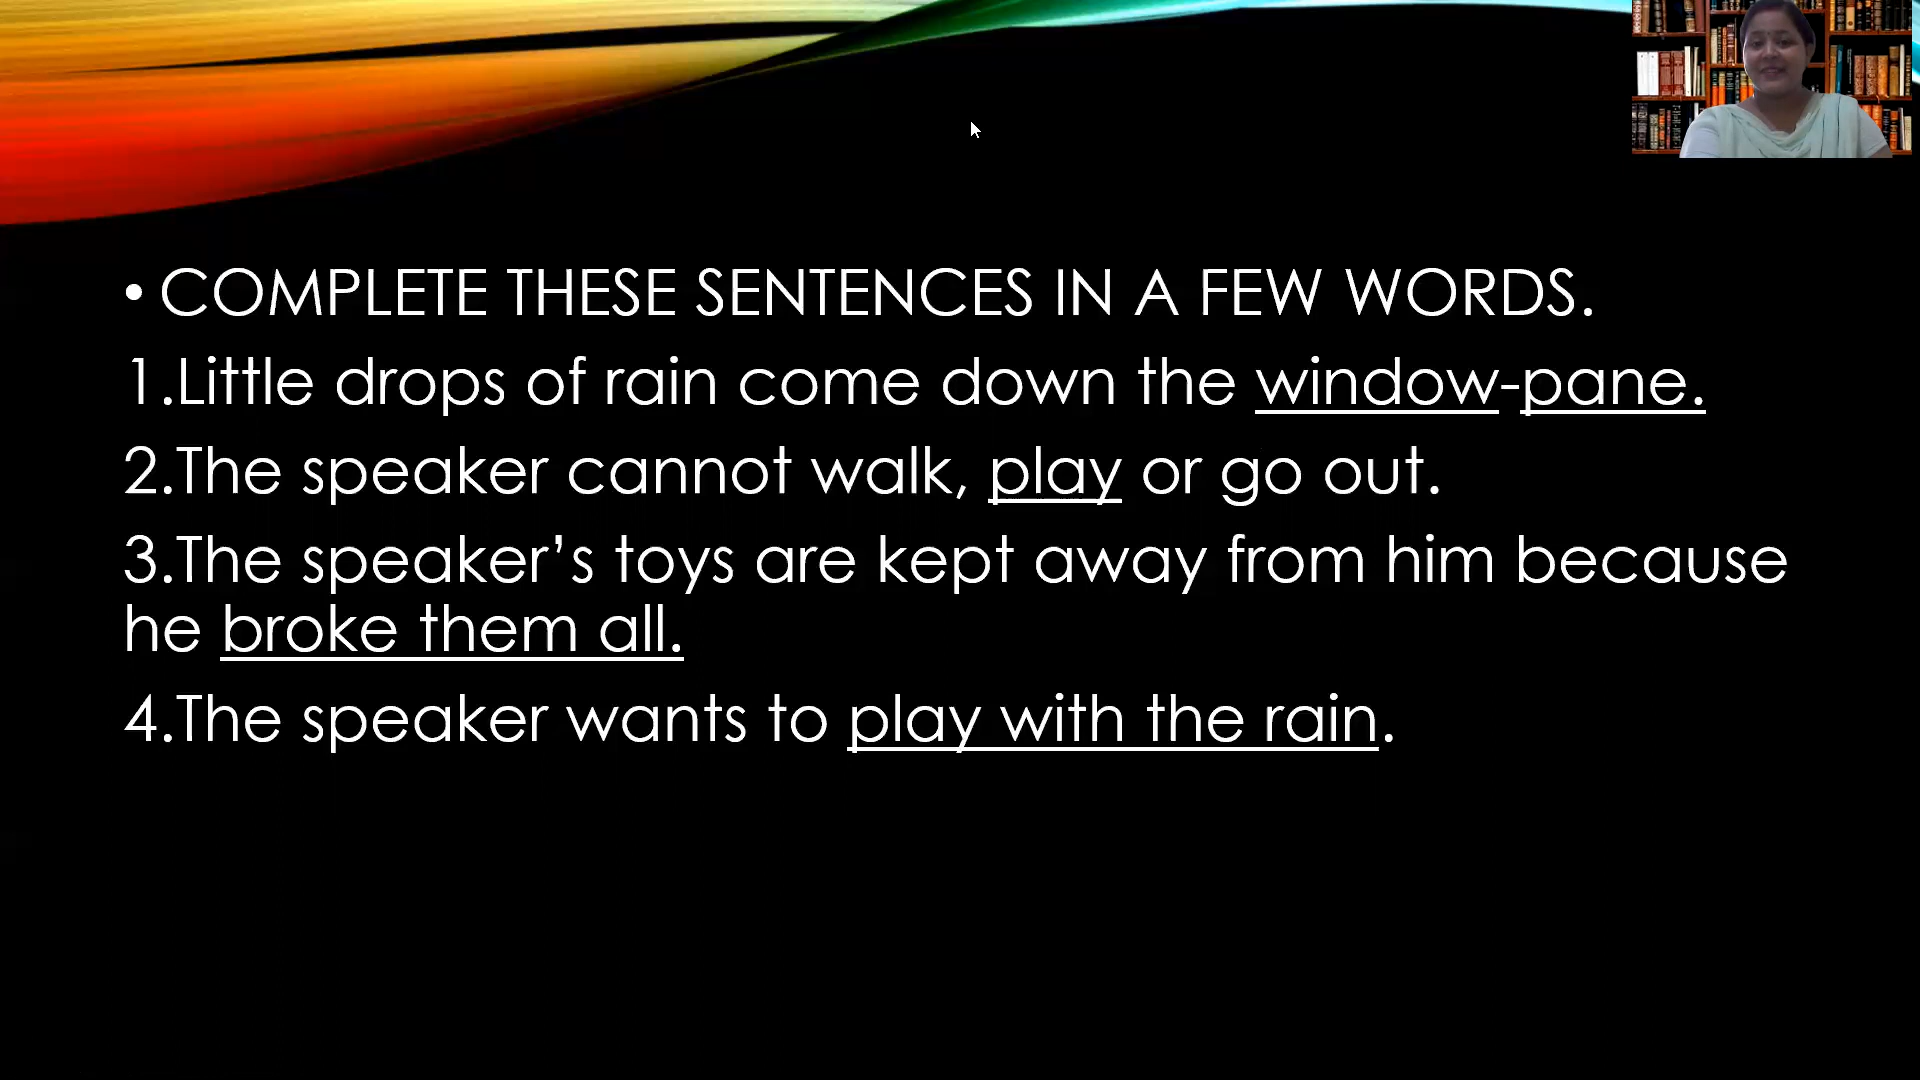 • COMPLETE THESE SENTENCES IN A FEW WORDS.
1.Little drops of rain come down the window-pane.
2.The speaker cannot walk, play or go out.
3.The speaker’s toys are kept away from him because
he broke them all.
4.The speaker wants to play with the rain.